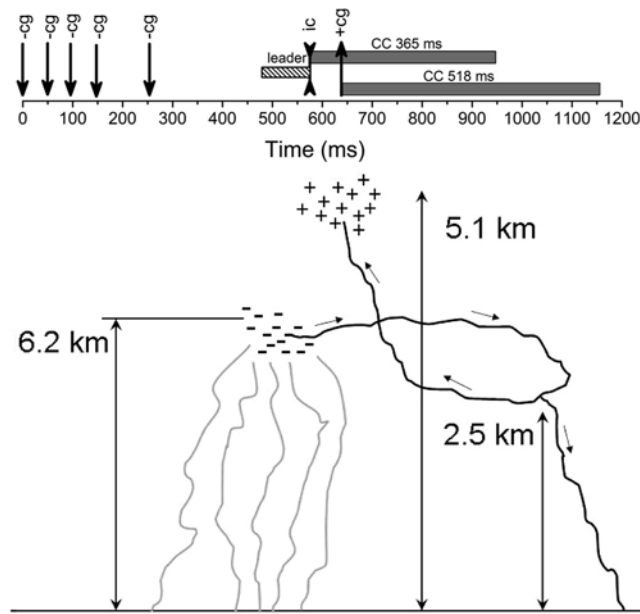 -cg -cg -cg -cg -cg ic +cg
CC 365 ms
leader
CC 518 ms
0 100 200 300 400 500 600 700 800 900 1000 1100 1200
Time (ms)
5.1 km
6.2 km
2.5 km